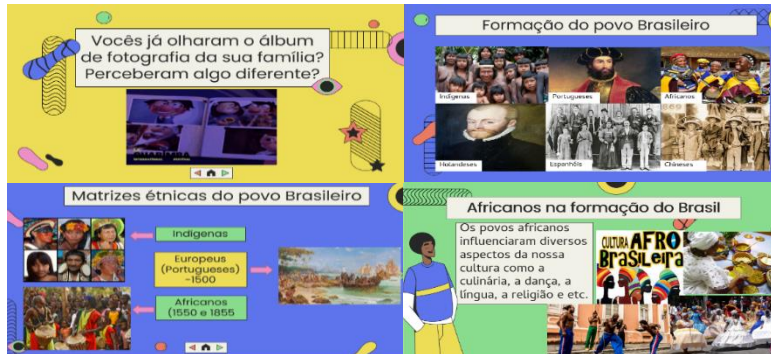 Vocês já olharam o álbum
de fotografia da sua família?
Perceberam algo diferente?
Formação do povo Brasileiro
Indígenas
Portugueses
Africanos
Holandeses
Espanhóis
Chineses
Matrizes étnicas do povo Brasileiro
Indígenas
Europeus
(Portugueses)
-1500
Africanos
(1550 e 1855
Africanos na formação do Brasil
Os povos africanos
influenciaram diversos
aspectos da nossa
cultura como a
culinária, a dança, a
língua, a religião e etc.
CULTURA AFRO
BRASILEIRA